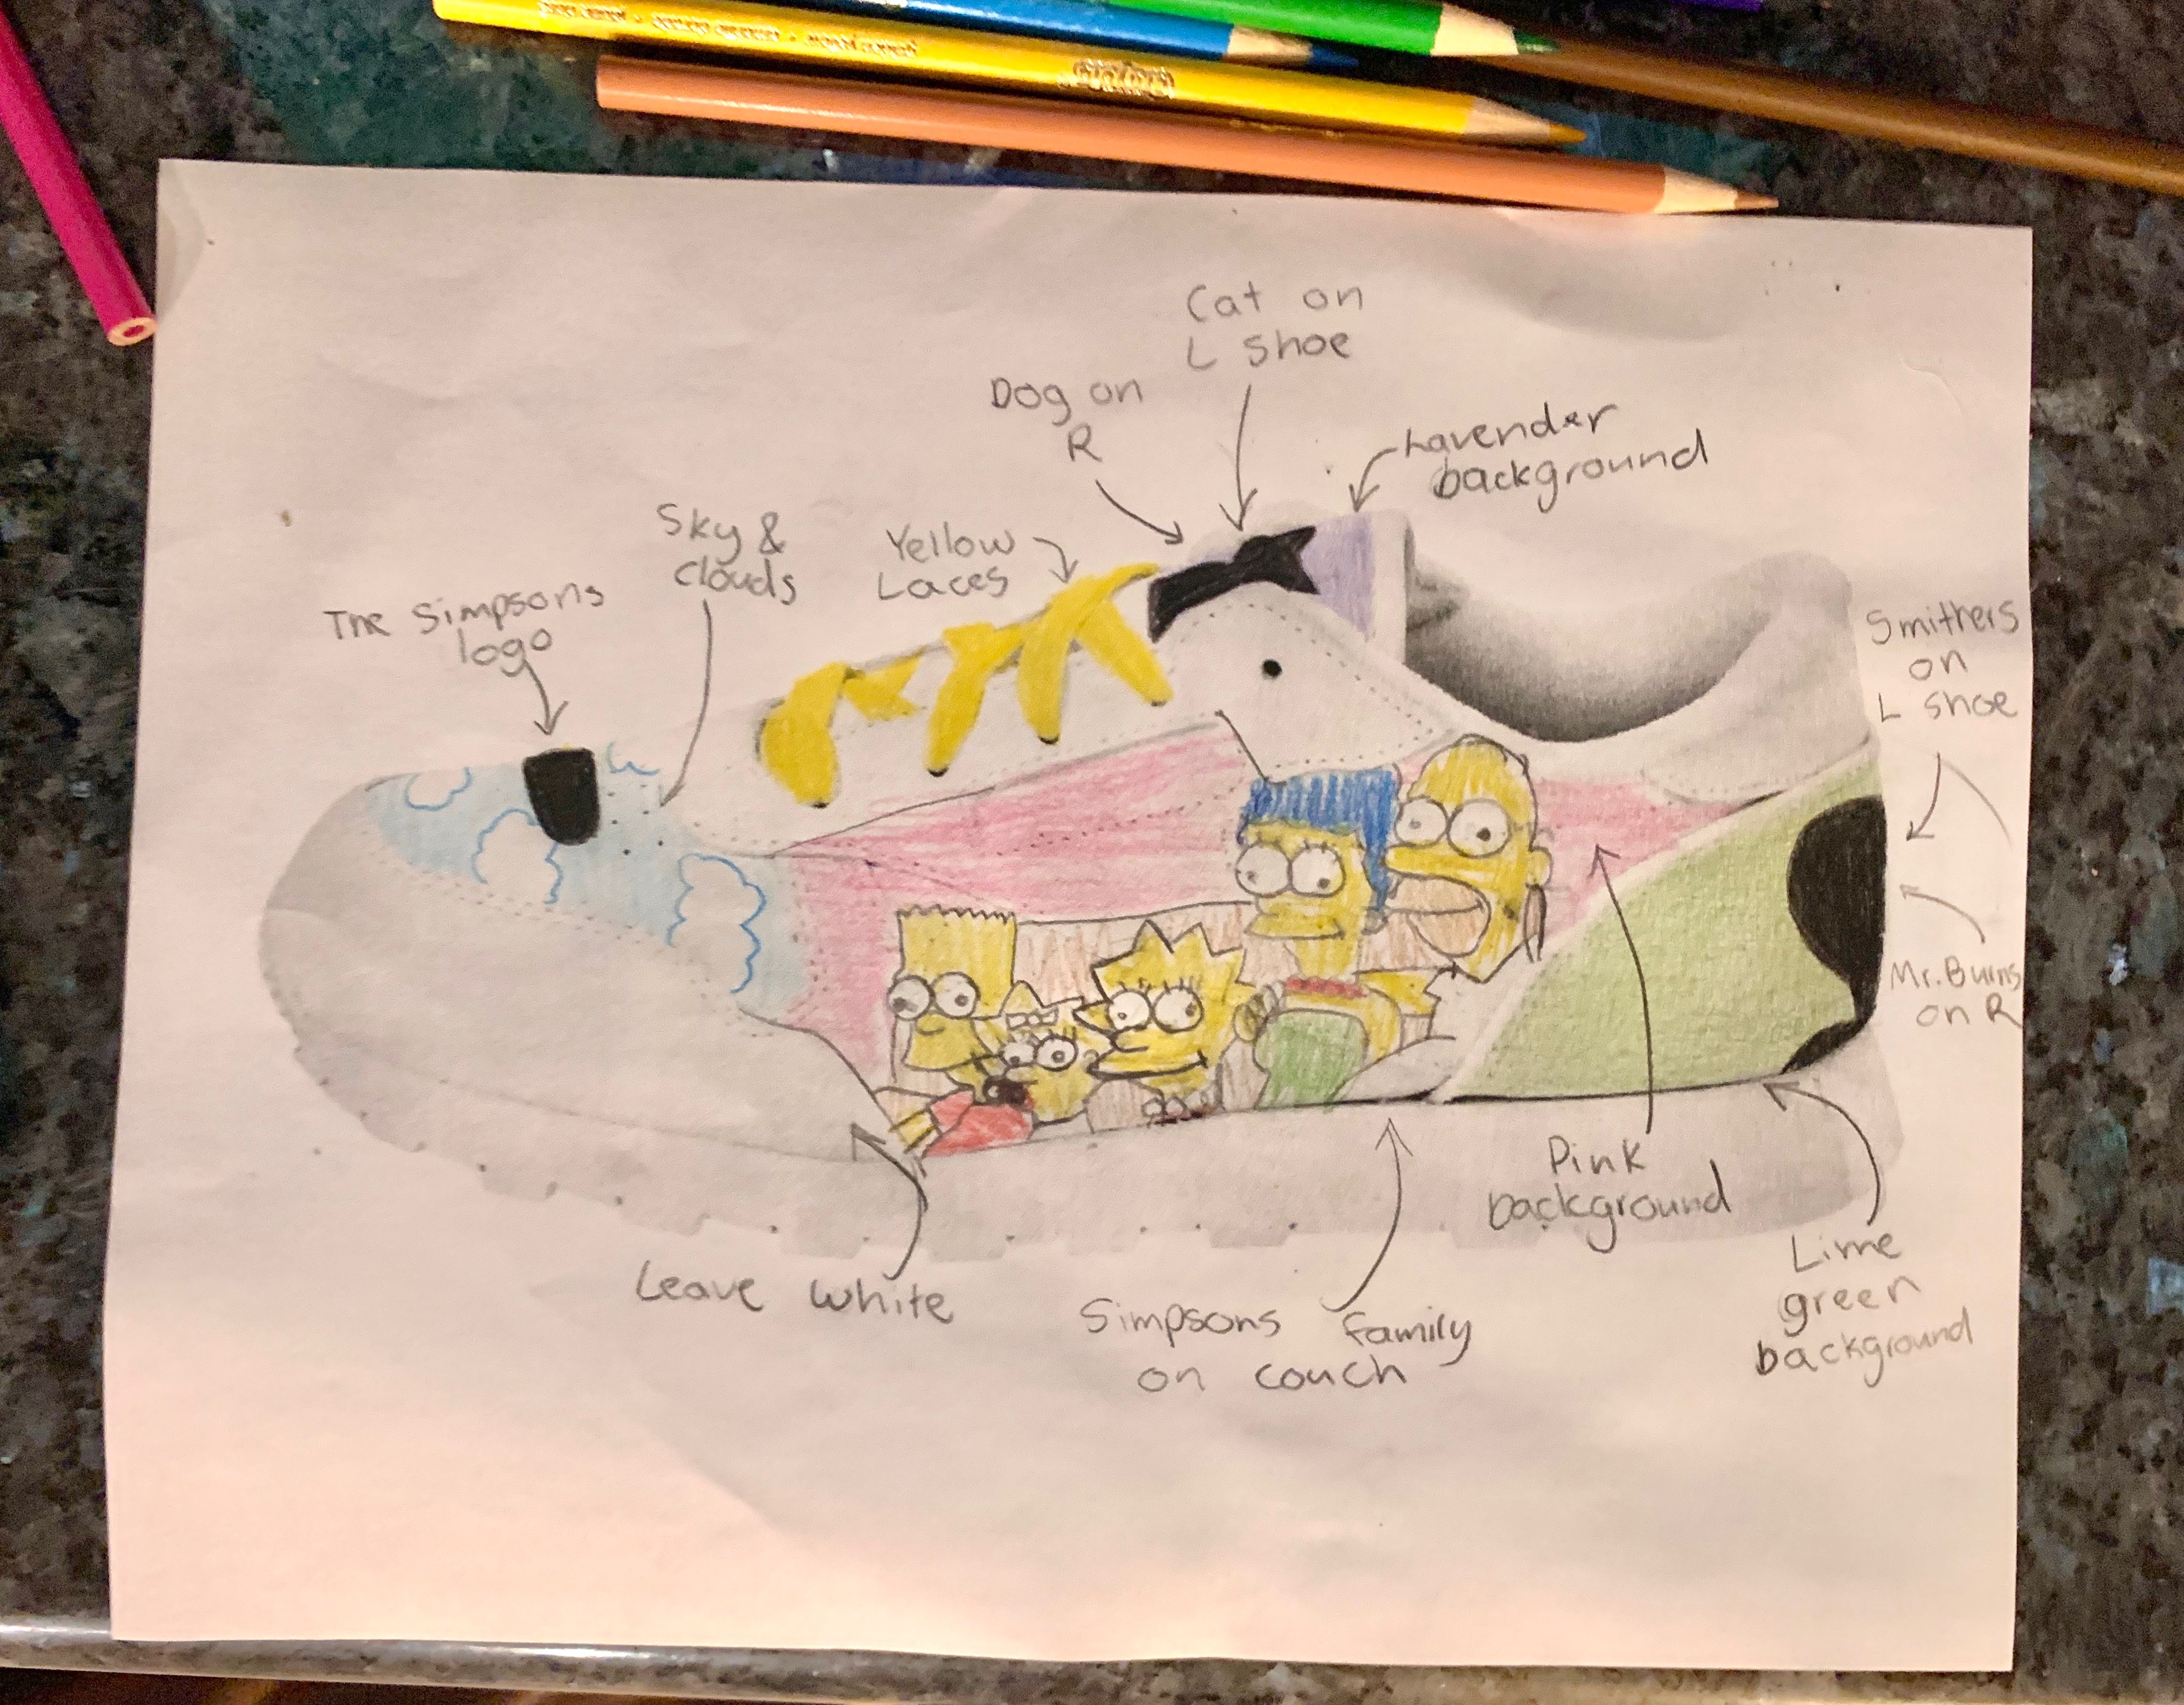 Cat on
L shoe
Dog on
R
Lavender
background
Sky &
clouds
Yellow
Laces
The Simpsons
logo
Smithers
on
L shoe
Mr. Burns
on R
Pink
background
Lime
green
background
Leave white
Simpsons family
on couch